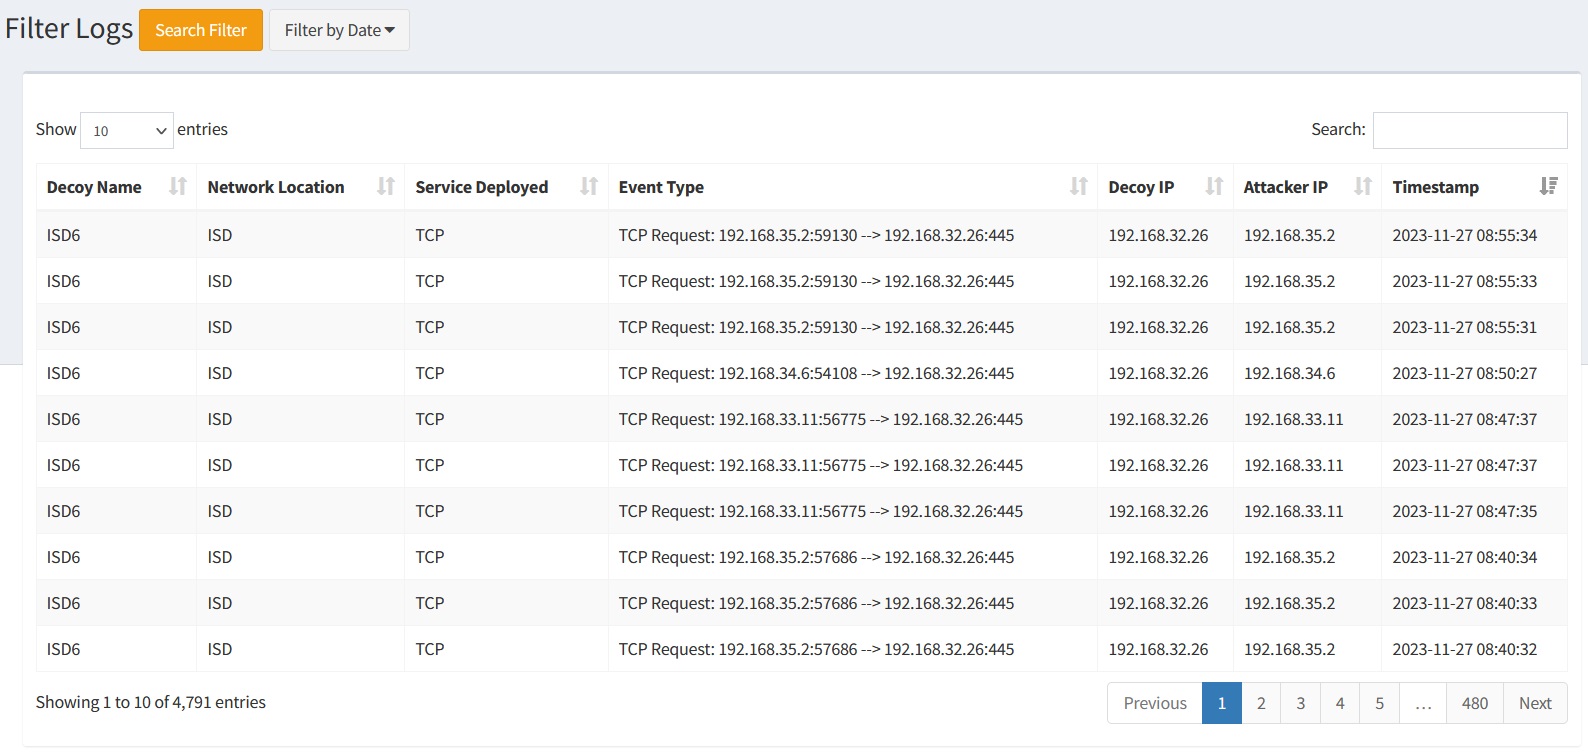 Filter Logs Search Filter Filter by Date
Show 10 entries Search:
Decoy Name Network Location Service Deployed Event Type Decoy IP Attacker IP Timestamp
ISD6 ISD TCP TCP Request: 192.168.35.2:59130 --> 192.168.32.26:445 192.168.32.26 192.168.35.2 2023-11-27 08:55:34
ISD6 ISD TCP TCP Request: 192.168.35.2:59130 --> 192.168.32.26:445 192.168.32.26 192.168.35.2 2023-11-27 08:55:33
ISD6 ISD TCP TCP Request: 192.168.35.2:59130 --> 192.168.32.26:445 192.168.32.26 192.168.35.2 2023-11-27 08:55:31
ISD6 ISD TCP TCP Request: 192.168.34.6:54108 --> 192.168.32.26:445 192.168.32.26 192.168.34.6 2023-11-27 08:50:27
ISD6 ISD TCP TCP Request: 192.168.33.11:56775 --> 192.168.32.26:445 192.168.32.26 192.168.33.11 2023-11-27 08:47:37
ISD6 ISD TCP TCP Request: 192.168.33.11:56775 --> 192.168.32.26:445 192.168.32.26 192.168.33.11 2023-11-27 08:47:37
ISD6 ISD TCP TCP Request: 192.168.33.11:56775 --> 192.168.32.26:445 192.168.32.26 192.168.33.11 2023-11-27 08:47:35
ISD6 ISD TCP TCP Request: 192.168.35.2:57686 --> 192.168.32.26:445 192.168.32.26 192.168.35.2 2023-11-27 08:40:34
ISD6 ISD TCP TCP Request: 192.168.35.2:57686 --> 192.168.32.26:445 192.168.32.26 192.168.35.2 2023-11-27 08:40:33
ISD6 ISD TCP TCP Request: 192.168.35.2:57686 --> 192.168.32.26:445 192.168.32.26 192.168.35.2 2023-11-27 08:40:32
Showing 1 to 10 of 4,791 entries Previous 1 2 3 4 5 … 480 Next